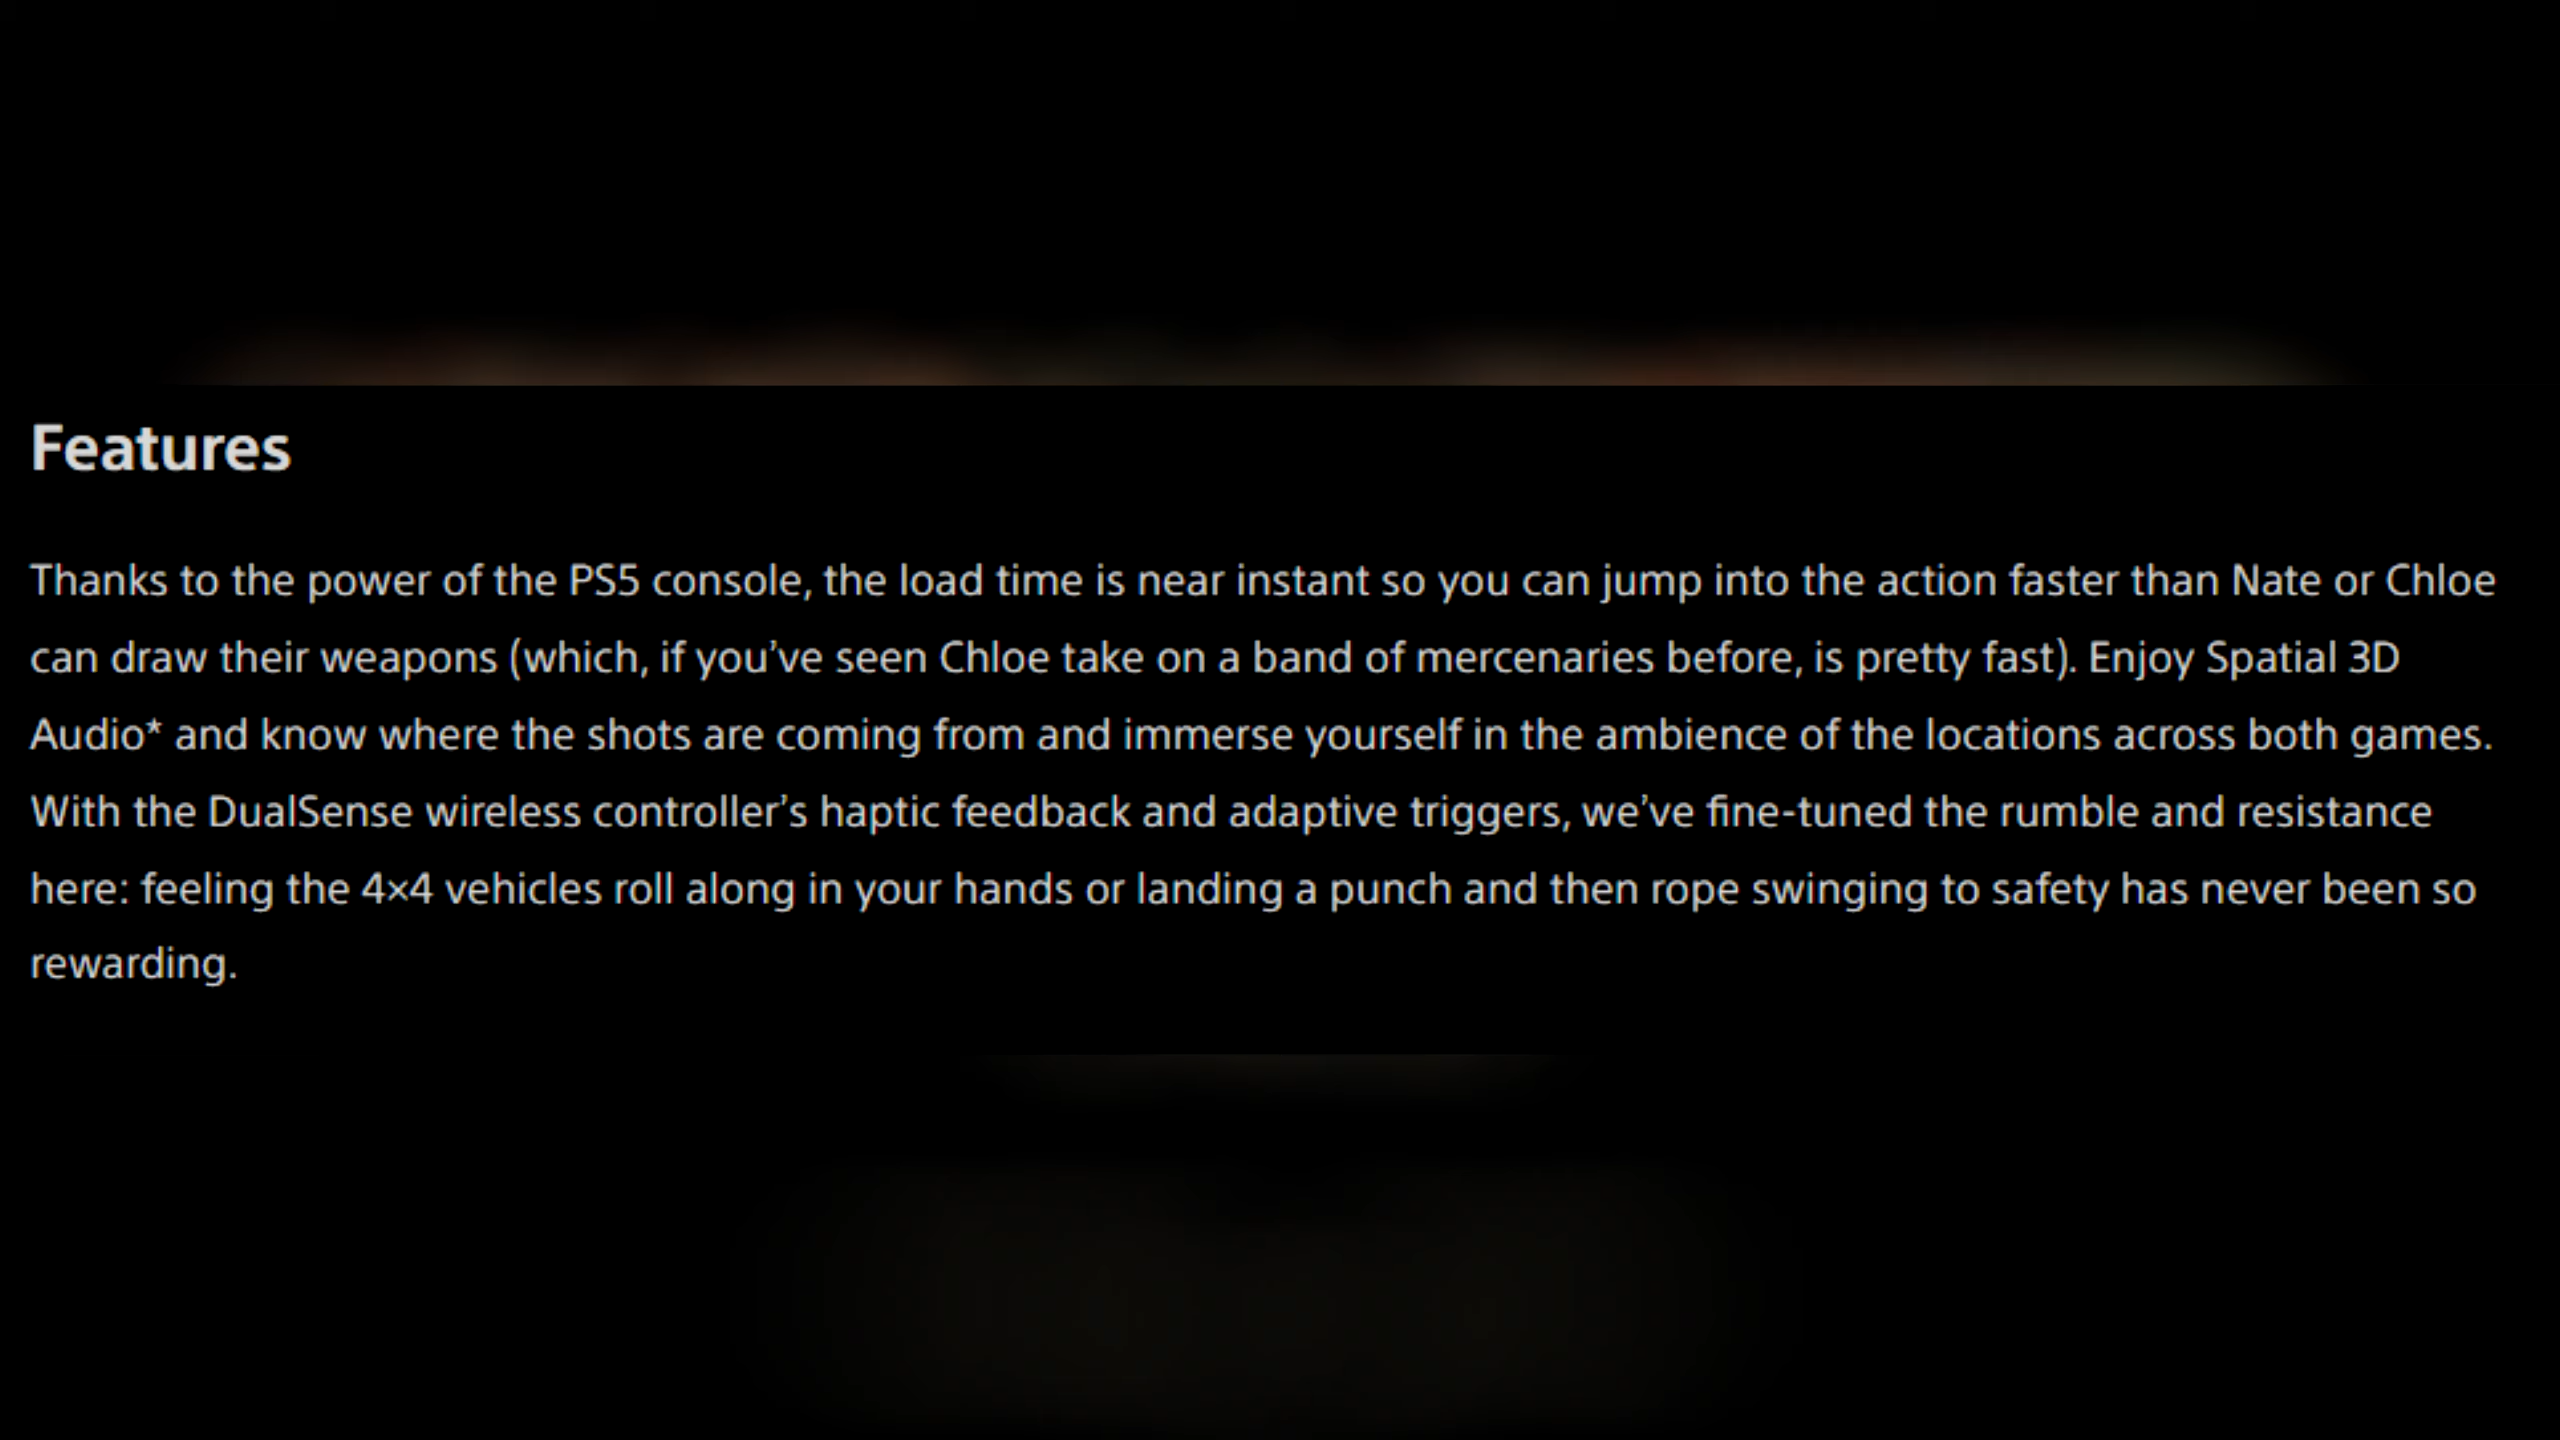 Features
Thanks to the power of the PS5 console, the load time is near instant so you can jump into the action faster than Nate or Chloe
can draw their weapons (which, if you’ve seen Chloe take on a band of mercenaries before, is pretty fast). Enjoy Spatial 3D
Audio* and know where the shots are coming from and immerse yourself in the ambience of the locations across both games.
With the DualSense wireless controller’s haptic feedback and adaptive triggers, we’ve fine-tuned the rumble and resistance
here: feeling the 4×4 vehicles roll along in your hands or landing a punch and then rope swinging to safety has never been so
rewarding.